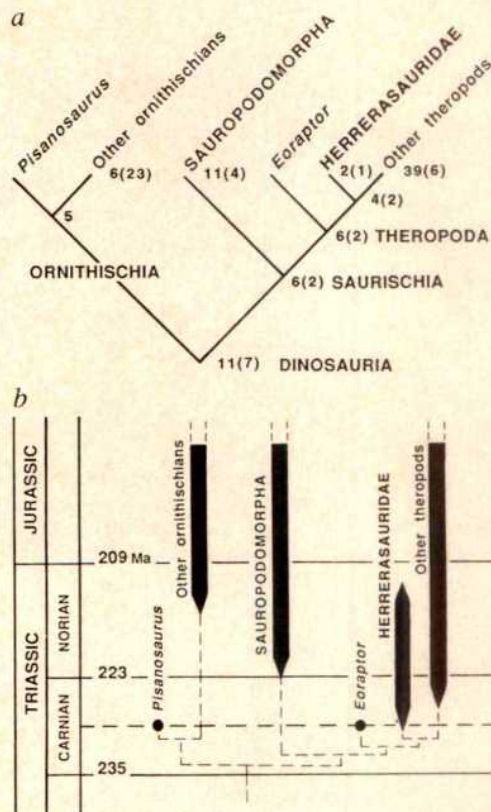 a
Pisanosaurus
Other ornithischians
SAUROPODOMORPHA
Eoraptor
HERRERASAURIDAE
Other theropods
6(23)
11(4)
2(1)
39(6)
4(2)
5
6(2) THEROPODA
ORNITHISCHIA
6(2) SAURISCHIA
11(7) DINOSAURIA
b
JURASSIC
TRIASSIC
NORIAN
CARNIAN
209 Ma
223
235
Pisanosaurus
Other ornithischians
SAUROPODOMORPHA
Eoraptor
HERRERASAURIDAE
Other theropods